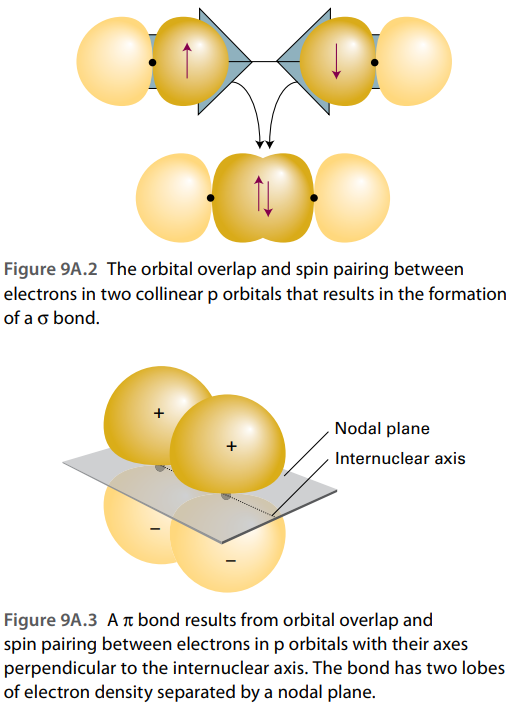 Figure 9A.2 The orbital overlap and spin pairing between
electrons in two collinear p orbitals that results in the formation
of a σ bond.
+
+
Nodal plane
Internuclear axis
–
–
Figure 9A.3 A π bond results from orbital overlap and
spin pairing between electrons in p orbitals with their axes
perpendicular to the internuclear axis. The bond has two lobes
of electron density separated by a nodal plane.